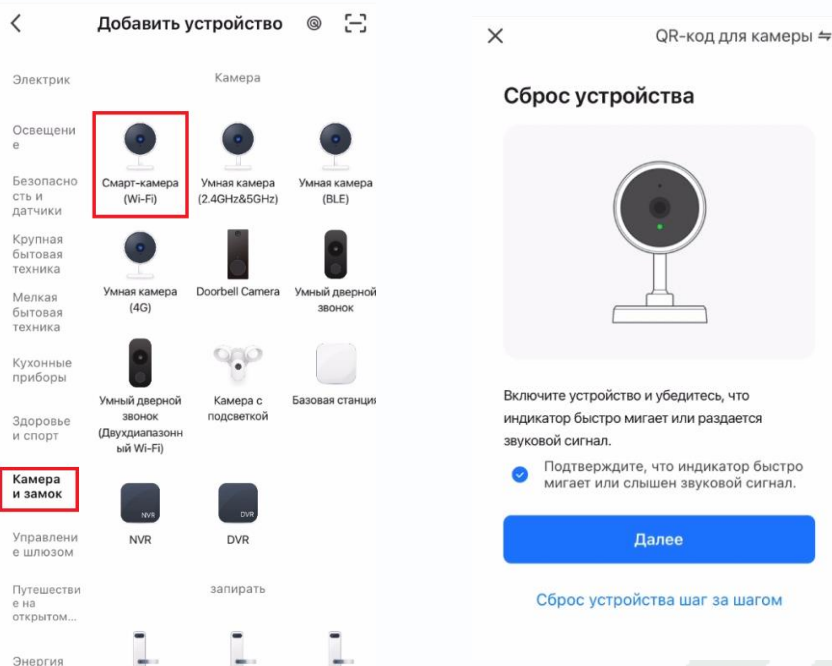 Добавить устройство
Электрик
Освещени
е
Безопасно
сть и
датчики
Крупная
бытовая
техника
Мелкая
бытовая
техника
Кухонные
приборы
Здоровье
и спорт
Камера
и замок
Управлени
е шлюзом
Путешестви
е на
открытом...
Энергия
Камера
Смарт-камера
(Wi-Fi)
Умная камера
(2.4GHz&5GHz)
Умная камера
(BLE)
Умная камера
(4G)
Doorbell Camera
Умный дверной
звонок
Умный дверной
звонок
(Двухдиапазонн
ый Wi-Fi)
Камера с
подсветкой
Базовая станция
NVR
NVR
DVR
DVR
запирать
QR-код для камеры
Сброс устройства
Включите устройство и убедитесь, что
индикатор быстро мигает или раздается
звуковой сигнал.
Подтверждите, что индикатор быстро
мигает или слышен звуковой сигнал.
Далее
Сброс устройства шаг за шагом